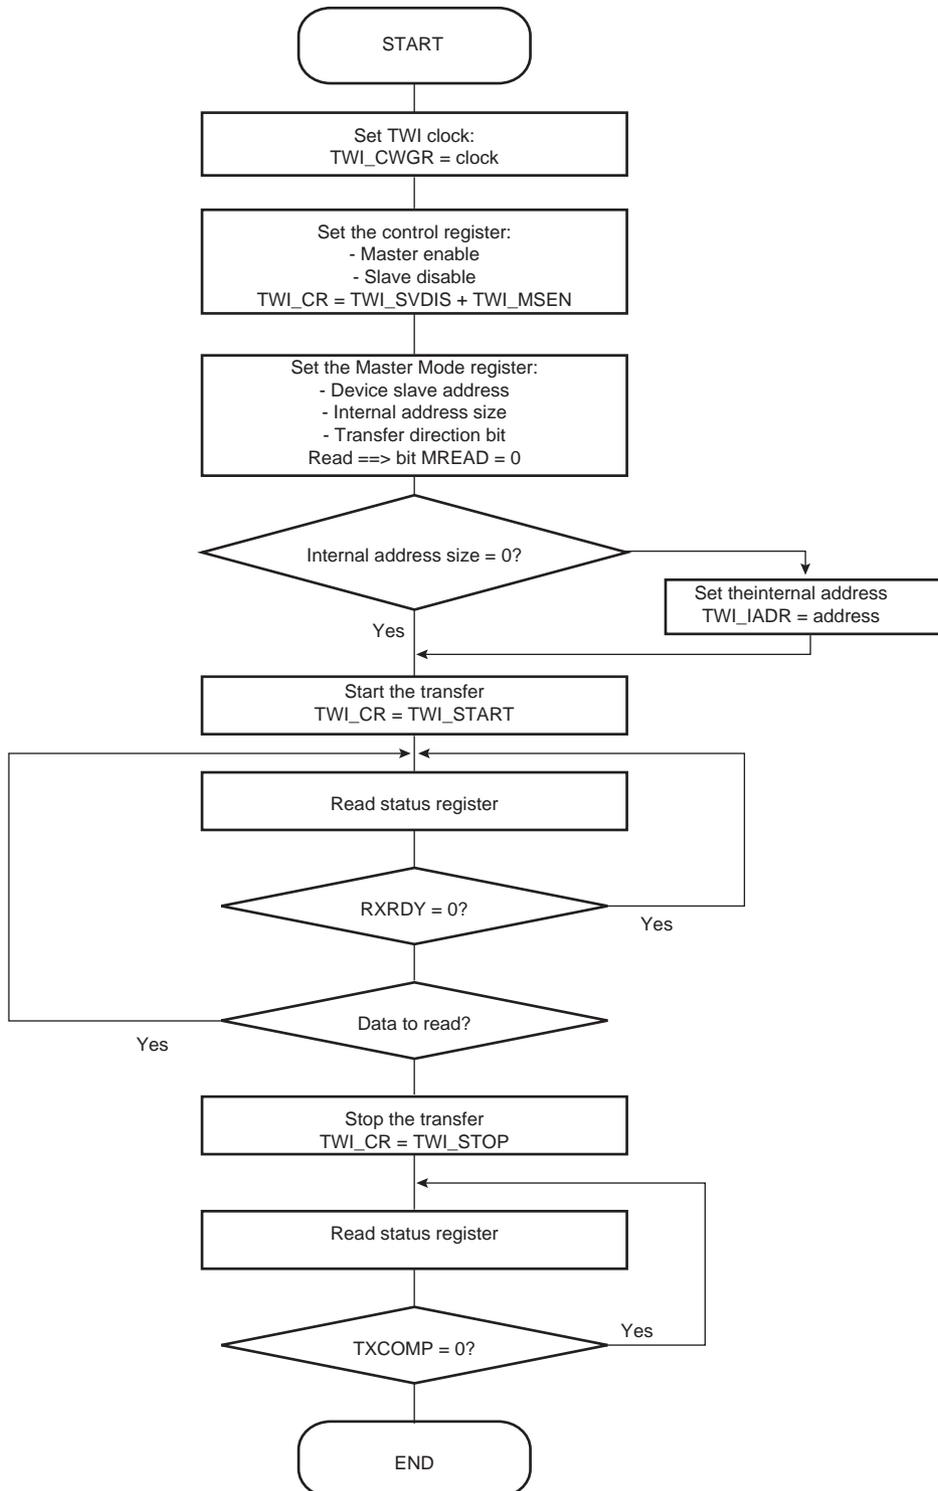 START
Set TWI clock:
TWI_CWGR = clock
Set the control register:
- Master enable
- Slave disable
TWI_CR = TWI_SVDIS + TWI_MSEN
Set the Master Mode register:
- Device slave address
- Internal address size
- Transfer direction bit
Read ==> bit MREAD = 0
Internal address size = 0?
Set theinternal address
TWI_IADR = address
Yes
Start the transfer
TWI_CR = TWI_START
Read status register
RXRDY = 0?
Yes
Data to read?
Yes
Stop the transfer
TWI_CR = TWI_STOP
Read status register
TXCOMP = 0?
Yes
END